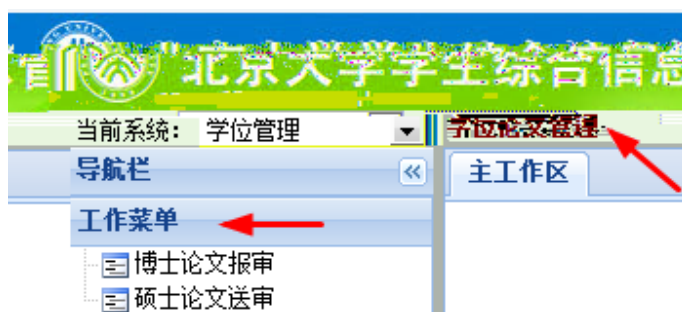 北京大学学生综合信息
当前系统： 学位管理 学位论文管理
导航栏 主工作区
工作菜单
博士论文报审
硕士论文送审